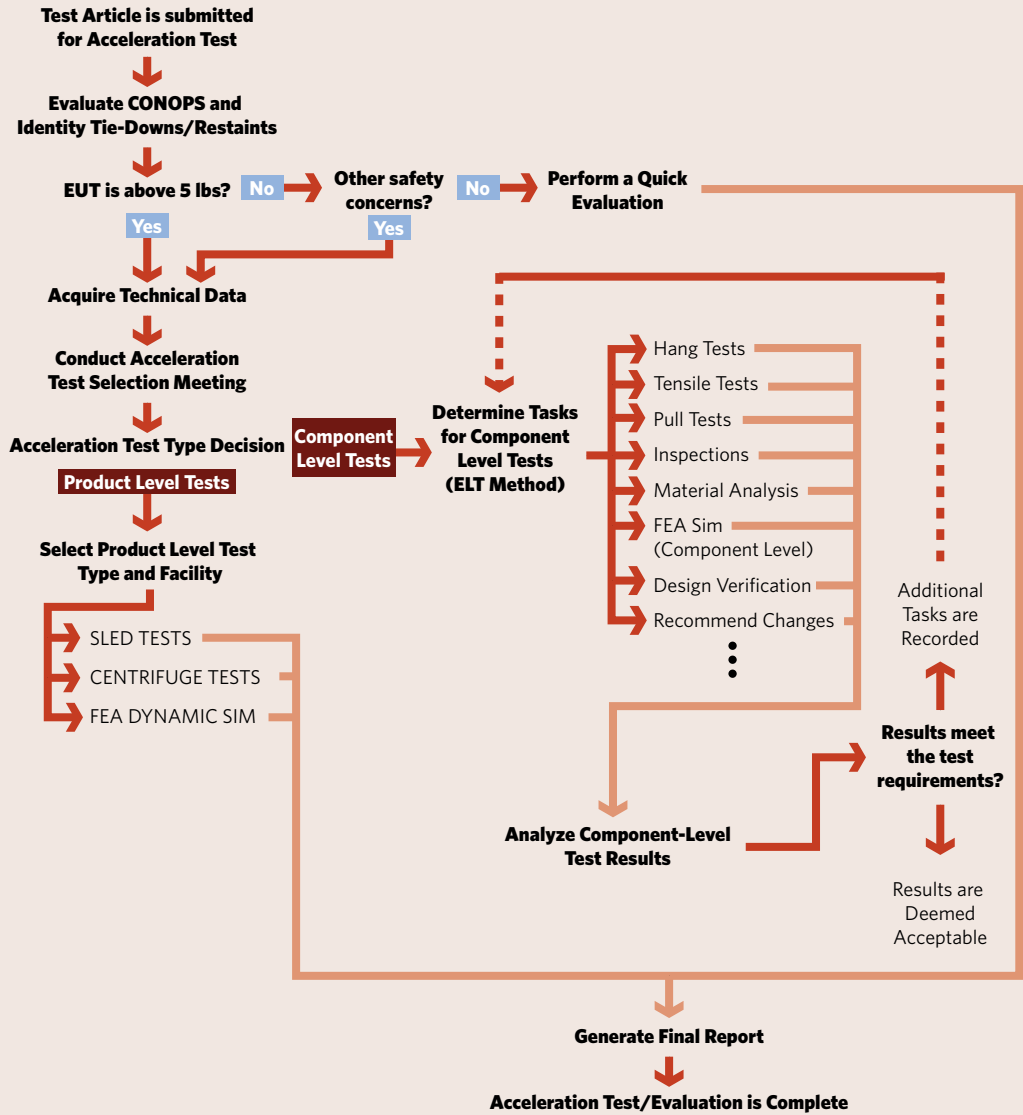 Test Article is submitted
for Acceleration Test
Evaluate CONOPS and
Identity Tie-Downs/Restaints
EUT is above 5 lbs?
No
Other safety
concerns?
No
Perform a Quick
Evaluation
Yes
Yes
Acquire Technical Data
Conduct Acceleration
Test Selection Meeting
Acceleration Test Type Decision
Product Level Tests
Component
Level Tests
Determine Tasks
for Component
Level Tests
(ELT Method)
Hang Tests
Tensile Tests
Pull Tests
Inspections
Material Analysis
FEA Sim
(Component Level)
Design Verification
Recommend Changes
Select Product Level Test
Type and Facility
SLED TESTS
CENTRIFUGE TESTS
FEA DYNAMIC SIM
Additional
Tasks are
Recorded
Results meet
the test
requirements?
Analyze Component-Level
Test Results
Results are
Deemed
Acceptable
Generate Final Report
Acceleration Test/Evaluation is Complete